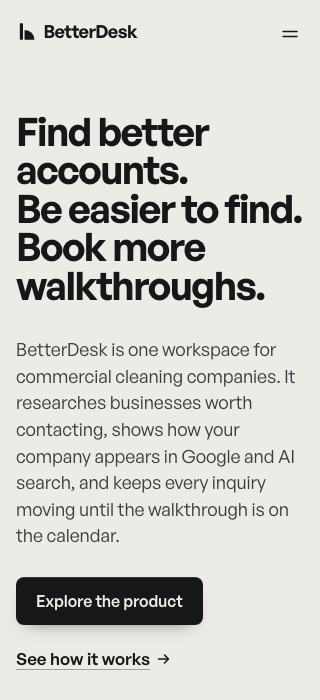 BetterDesk
Find better
accounts.
Be easier to find.
Book more
walkthroughs.
BetterDesk is one workspace for
commercial cleaning companies. It
researches businesses worth
contacting, shows how your
company appears in Google and AI
search, and keeps every inquiry
moving until the walkthrough is on
the calendar.
Explore the product
See how it works →